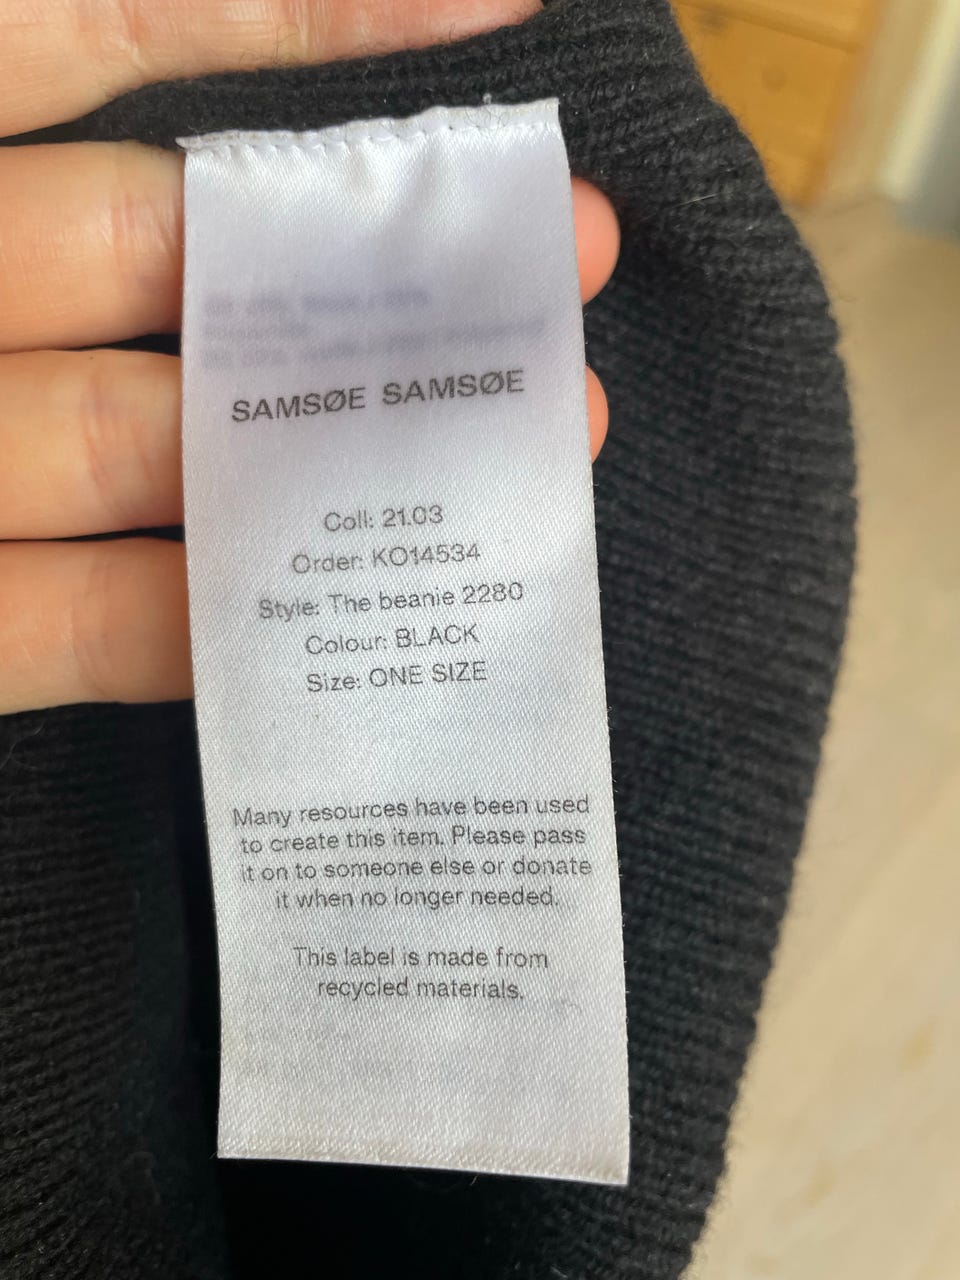 SAMSØE SAMSØE
Coll: 21.03
Order: KO14534
Style: The beanie 2280
Colour: BLACK
Size: ONE SIZE
Many resources have been used
to create this item. Please pass
it on to someone else or donate
it when no longer needed.
This label is made from
recycled materials.